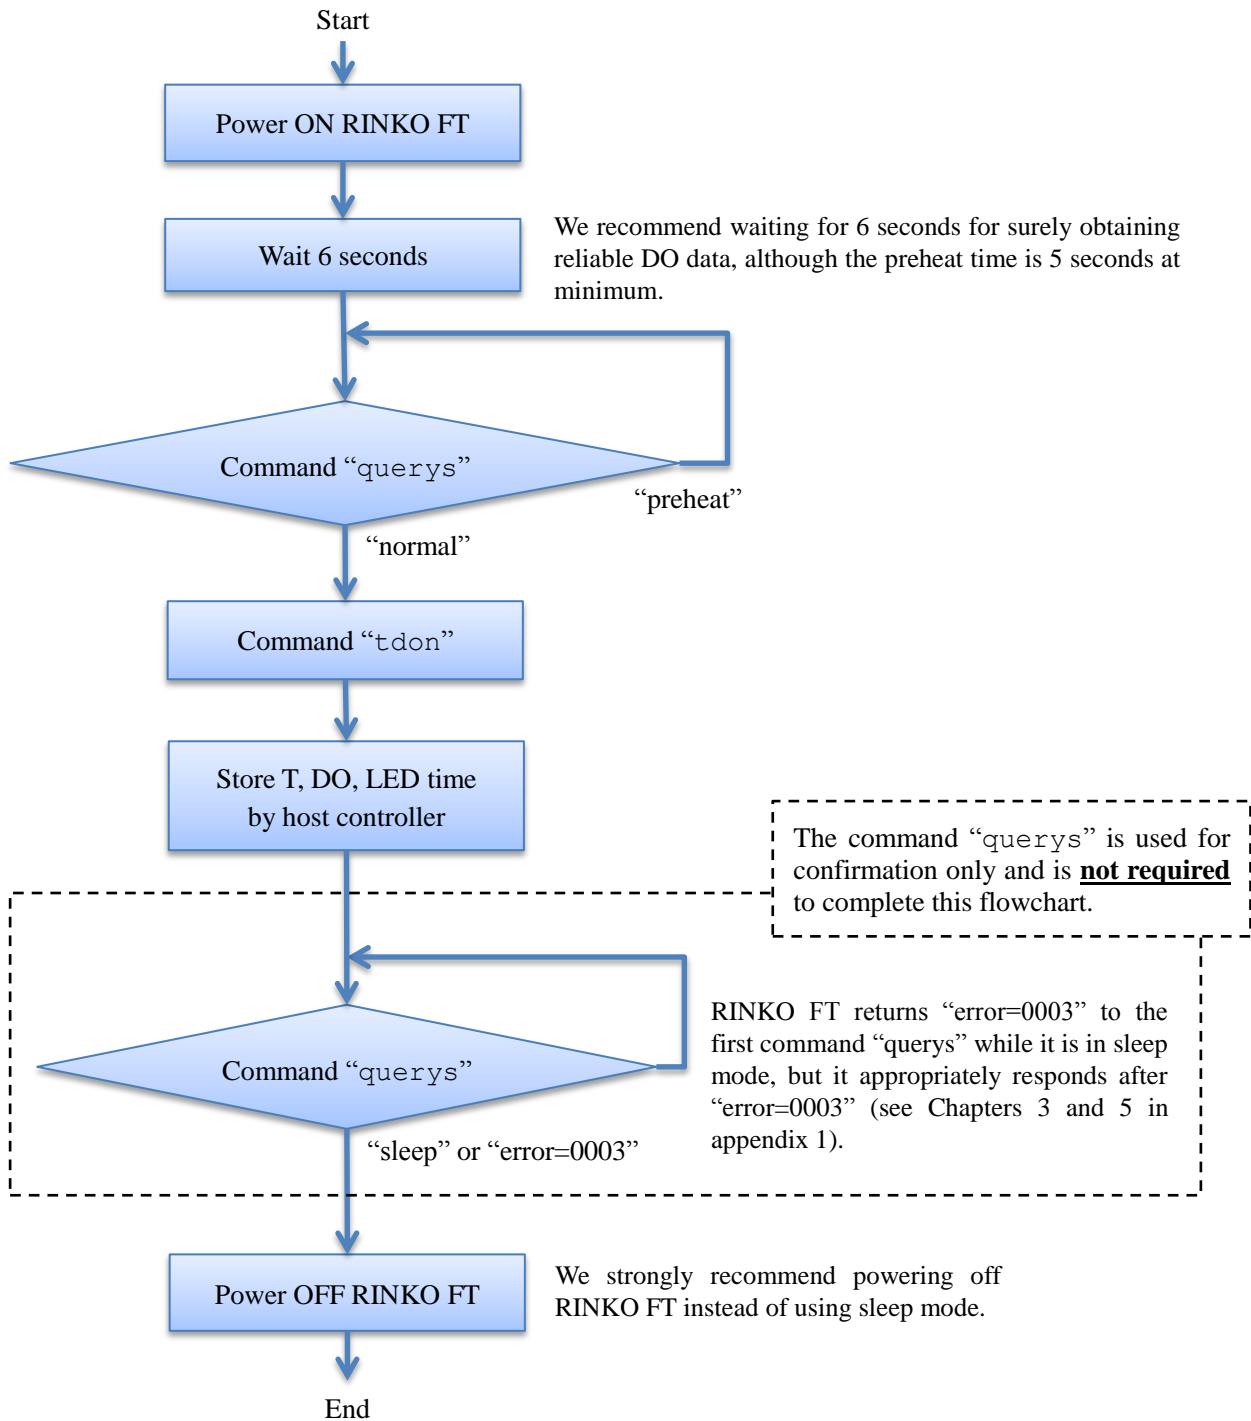 Start
Power ON RINKO FT
Wait 6 seconds
We recommend waiting for 6 seconds for surely obtaining
reliable DO data, although the preheat time is 5 seconds at
minimum.
Command “querys”
“preheat”
“normal”
Command “tdon”
Store T, DO, LED time
by host controller
The command “querys” is used for
confirmation only and is not required
to complete this flowchart.
RINKO FT returns “error=0003” to the
first command “querys” while it is in sleep
mode, but it appropriately responds after
“error=0003” (see Chapters 3 and 5 in
appendix 1).
Command “querys”
“sleep” or “error=0003”
Power OFF RINKO FT
We strongly recommend powering off
RINKO FT instead of using sleep mode.
End